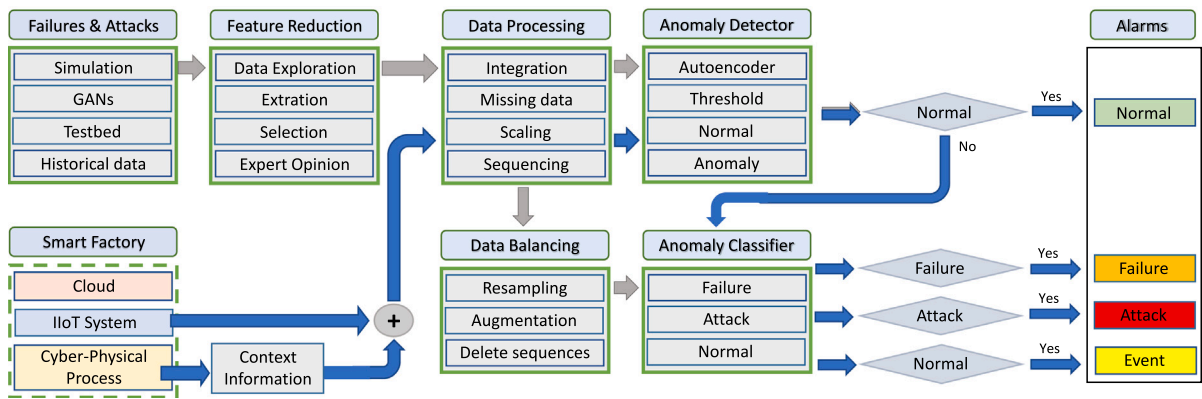 Failures & Attacks
Simulation
GANs
Testbed
Historical data
Feature Reduction
Data Exploration
Extration
Selection
Expert Opinion
Data Processing
Integration
Missing data
Scaling
Sequencing
Anomaly Detector
Autoencoder
Threshold
Normal
Anomaly
Normal
Yes
No
Alarms
Normal
Smart Factory
Cloud
IIoT System
Cyber-Physical
Process
Context
Information
+
Data Balancing
Resampling
Augmentation
Delete sequences
Anomaly Classifier
Failure
Attack
Normal
Failure
Yes
Failure
Attack
Yes
Attack
Normal
Yes
Event